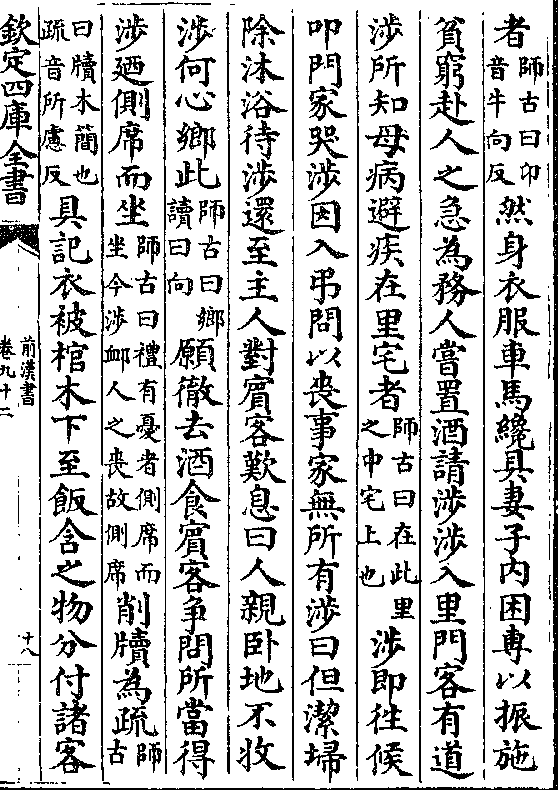 者師古曰卬音牛向反然身衣服車馬纔具妻子內困專以振施
貧窮赴人之急為務人嘗置酒請涉涉入里門客有道
涉所知母病避疾在里宅者師古曰在此里之中宅上也涉即往候
叩門家哭涉因入弔問以喪事家無所有涉曰但潔埽
除沐浴待涉還至主人對賓客歎息曰人親卧地不收
涉何心鄉此師古曰鄉讀曰向願徹去酒食賓客争問所當得
涉廼側席而坐師古曰禮有憂者側席而坐今涉卹人之喪故側席削牘為疏師古
曰牘木簡也疏音所慮反具記衣被棺木下至飯含之物分付諸客
欽定四庫全書
前漢書
卷九十二
十八